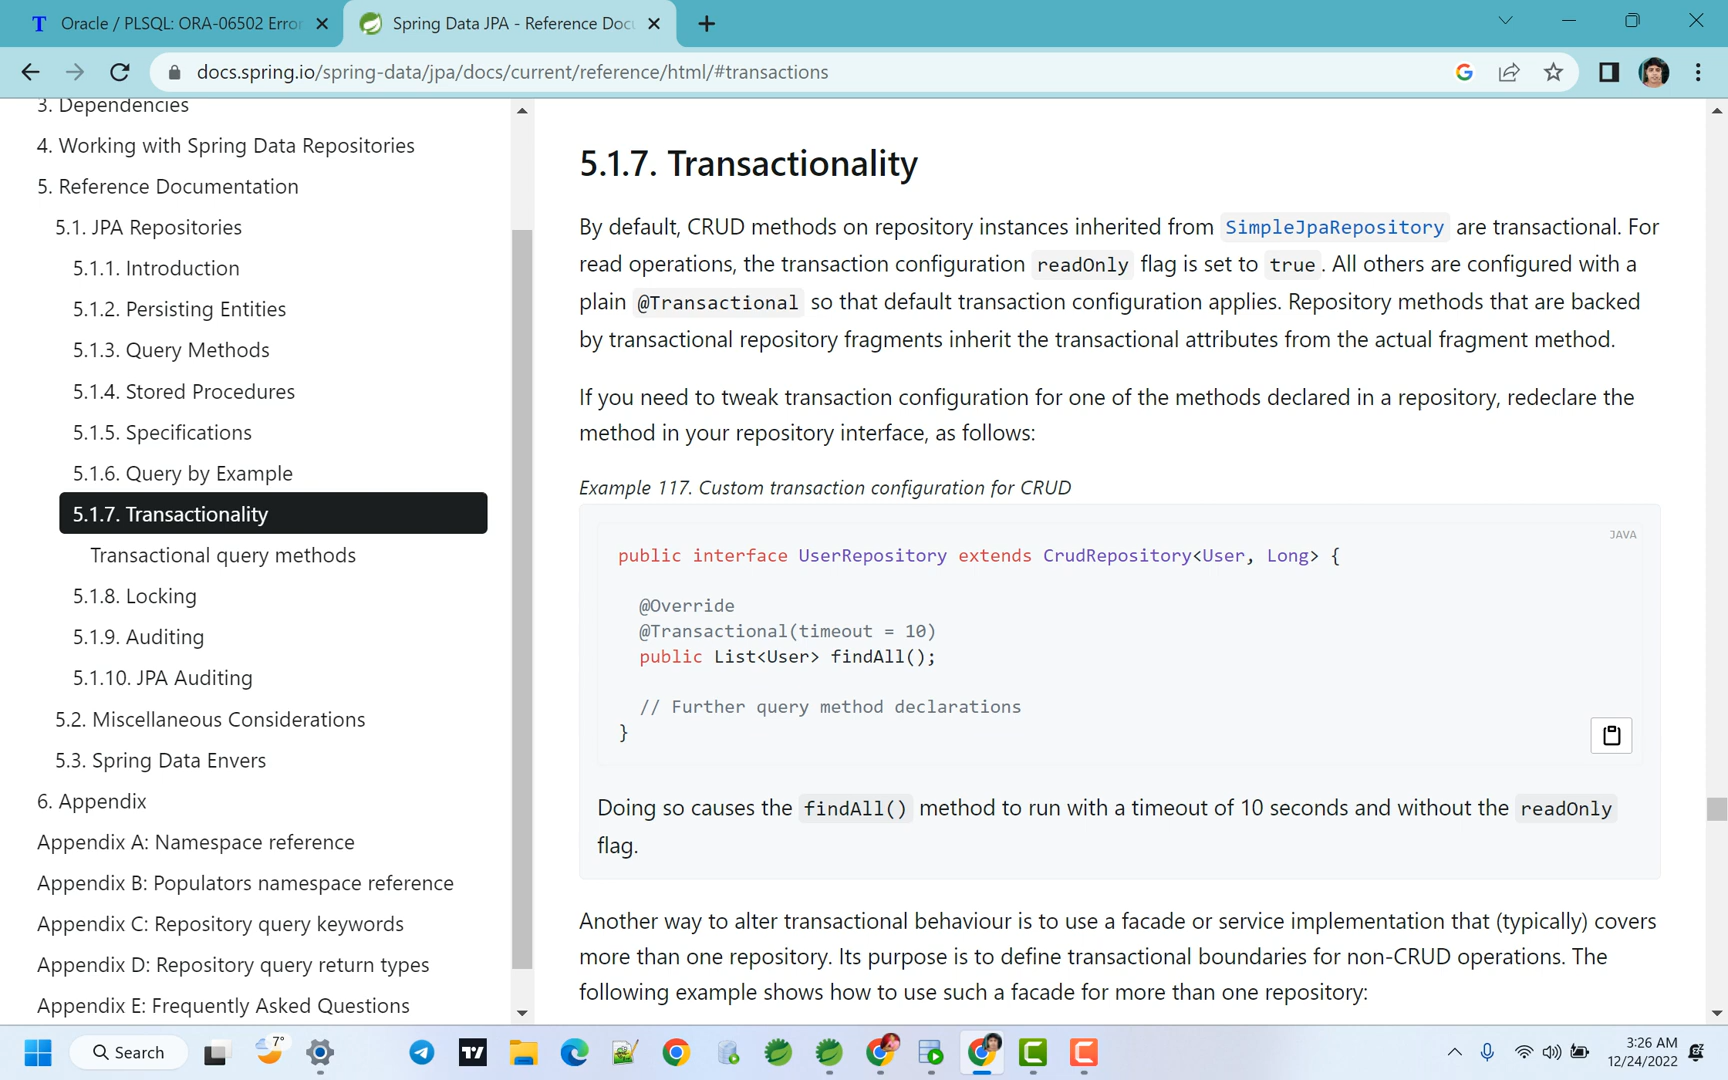 T Oracle / PLSQL: ORA-06502 Error
Spring Data JPA - Reference Docu
docs.spring.io/spring-data/jpa/docs/current/reference/html/#transactions
3. Dependencies
4. Working with Spring Data Repositories
5. Reference Documentation
5.1. JPA Repositories
5.1.1. Introduction
5.1.2. Persisting Entities
5.1.3. Query Methods
5.1.4. Stored Procedures
5.1.5. Specifications
5.1.6. Query by Example
5.1.7. Transactionality
Transactional query methods
5.1.8. Locking
5.1.9. Auditing
5.1.10. JPA Auditing
5.2. Miscellaneous Considerations
5.3. Spring Data Envers
6. Appendix
Appendix A: Namespace reference
Appendix B: Populators namespace reference
Appendix C: Repository query keywords
Appendix D: Repository query return types
Appendix E: Frequently Asked Questions
5.1.7. Transactionality
By default, CRUD methods on repository instances inherited from SimpleJpaRepository are transactional. For
read operations, the transaction configuration readOnly flag is set to true. All others are configured with a
plain @Transactional so that default transaction configuration applies. Repository methods that are backed
by transactional repository fragments inherit the transactional attributes from the actual fragment method.
If you need to tweak transaction configuration for one of the methods declared in a repository, redeclare the
method in your repository interface, as follows:
Example 117. Custom transaction configuration for CRUD
JAVA
public interface UserRepository extends CrudRepository<User, Long> {
@Override
@Transactional(timeout = 10)
public List<User> findAll();
// Further query method declarations
}
Doing so causes the findAll() method to run with a timeout of 10 seconds and without the readOnly
flag.
Another way to alter transactional behaviour is to use a facade or service implementation that (typically) covers
more than one repository. Its purpose is to define transactional boundaries for non-CRUD operations. The
following example shows how to use such a facade for more than one repository:
Search
7°
3:26 AM
12/24/2022